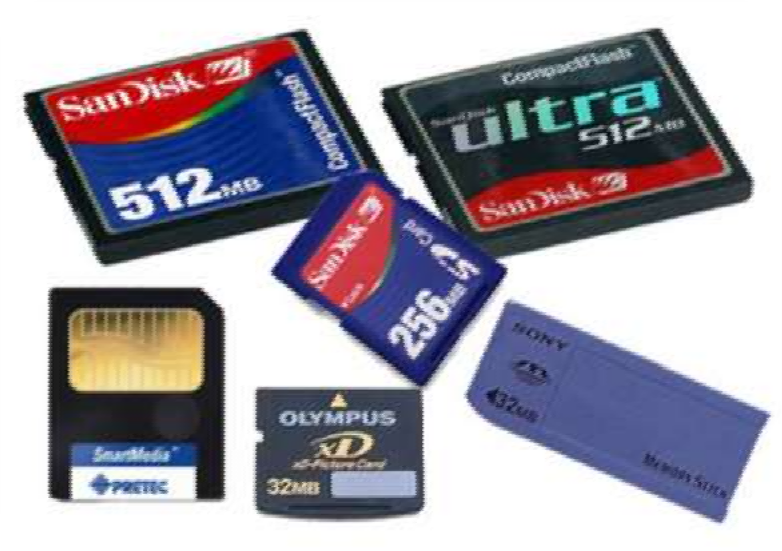 SanDisk
CompactFlash
512MB
CompactFlash
SanDisk
ultra
512MB
SanDisk
SanDisk
Card
256MB
SmartMedia
PRETEC
OLYMPUS
xD
xD-Picture Card
32MB
SONY
32MB
MEMORY STICK